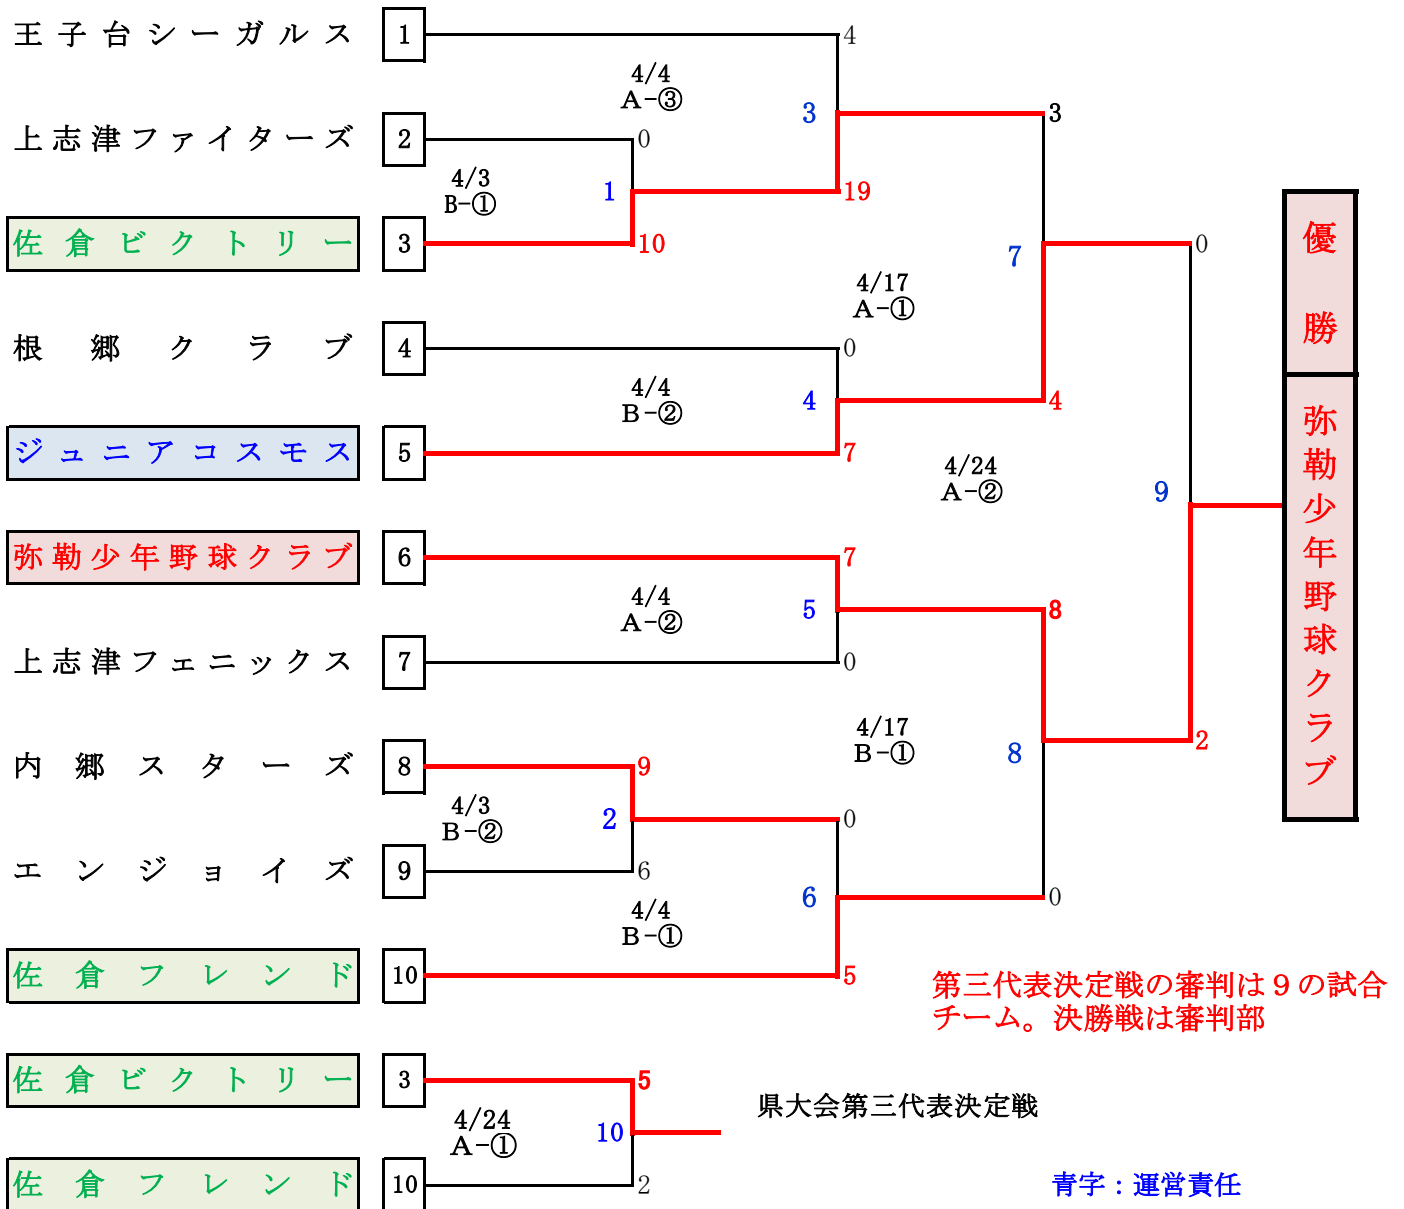 王子台シーガルス 1 4
4/4
A-③
3 3
上志津ファイターズ 2 0
4/3
B-①
1 19
佐倉ビクトリー 3 10
7 0
4/17
A-①
根郷クラブ 4 0
4/4
B-②
4 4
ジュニアコスモス 5 7
4/24
A-②
9
弥勒少年野球クラブ 6 7
4/4
A-②
5 8
上志津フェニックス 7 0
4/17
B-①
8 2
内郷スターズ 8 9
4/3
B-②
2 0
エンジョイズ 9 6
4/4
B-①
6 0
佐倉フレンド 10 5
優勝
弥勒少年野球クラブ
第三代表決定戦の審判は9の試合
チーム。決勝戦は審判部
佐倉ビクトリー 3 5
4/24
A-①
10
県大会第三代表決定戦
佐倉フレンド 10 2
青字：運営責任